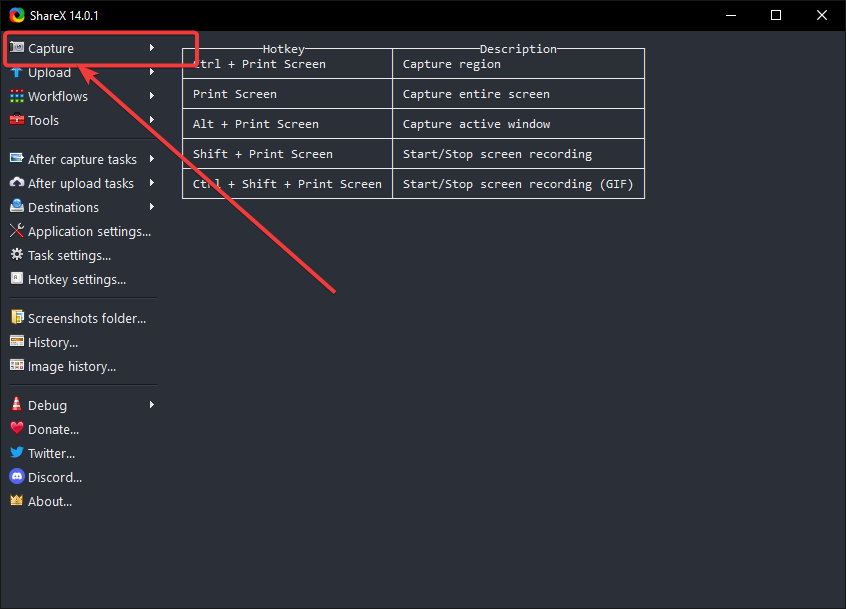 ShareX 14.0.1
Capture
Upload
Workflows
Tools
After capture tasks
After upload tasks
Destinations
Application settings...
Task settings...
Hotkey settings...
Screenshots folder...
History...
Image history...
Debug
Donate...
Twitter...
Discord...
About...
Hotkey Description
Ctrl + Print Screen Capture region
Print Screen Capture entire screen
Alt + Print Screen Capture active window
Shift + Print Screen Start/Stop screen recording
Ctrl + Shift + Print Screen Start/Stop screen recording (GIF)